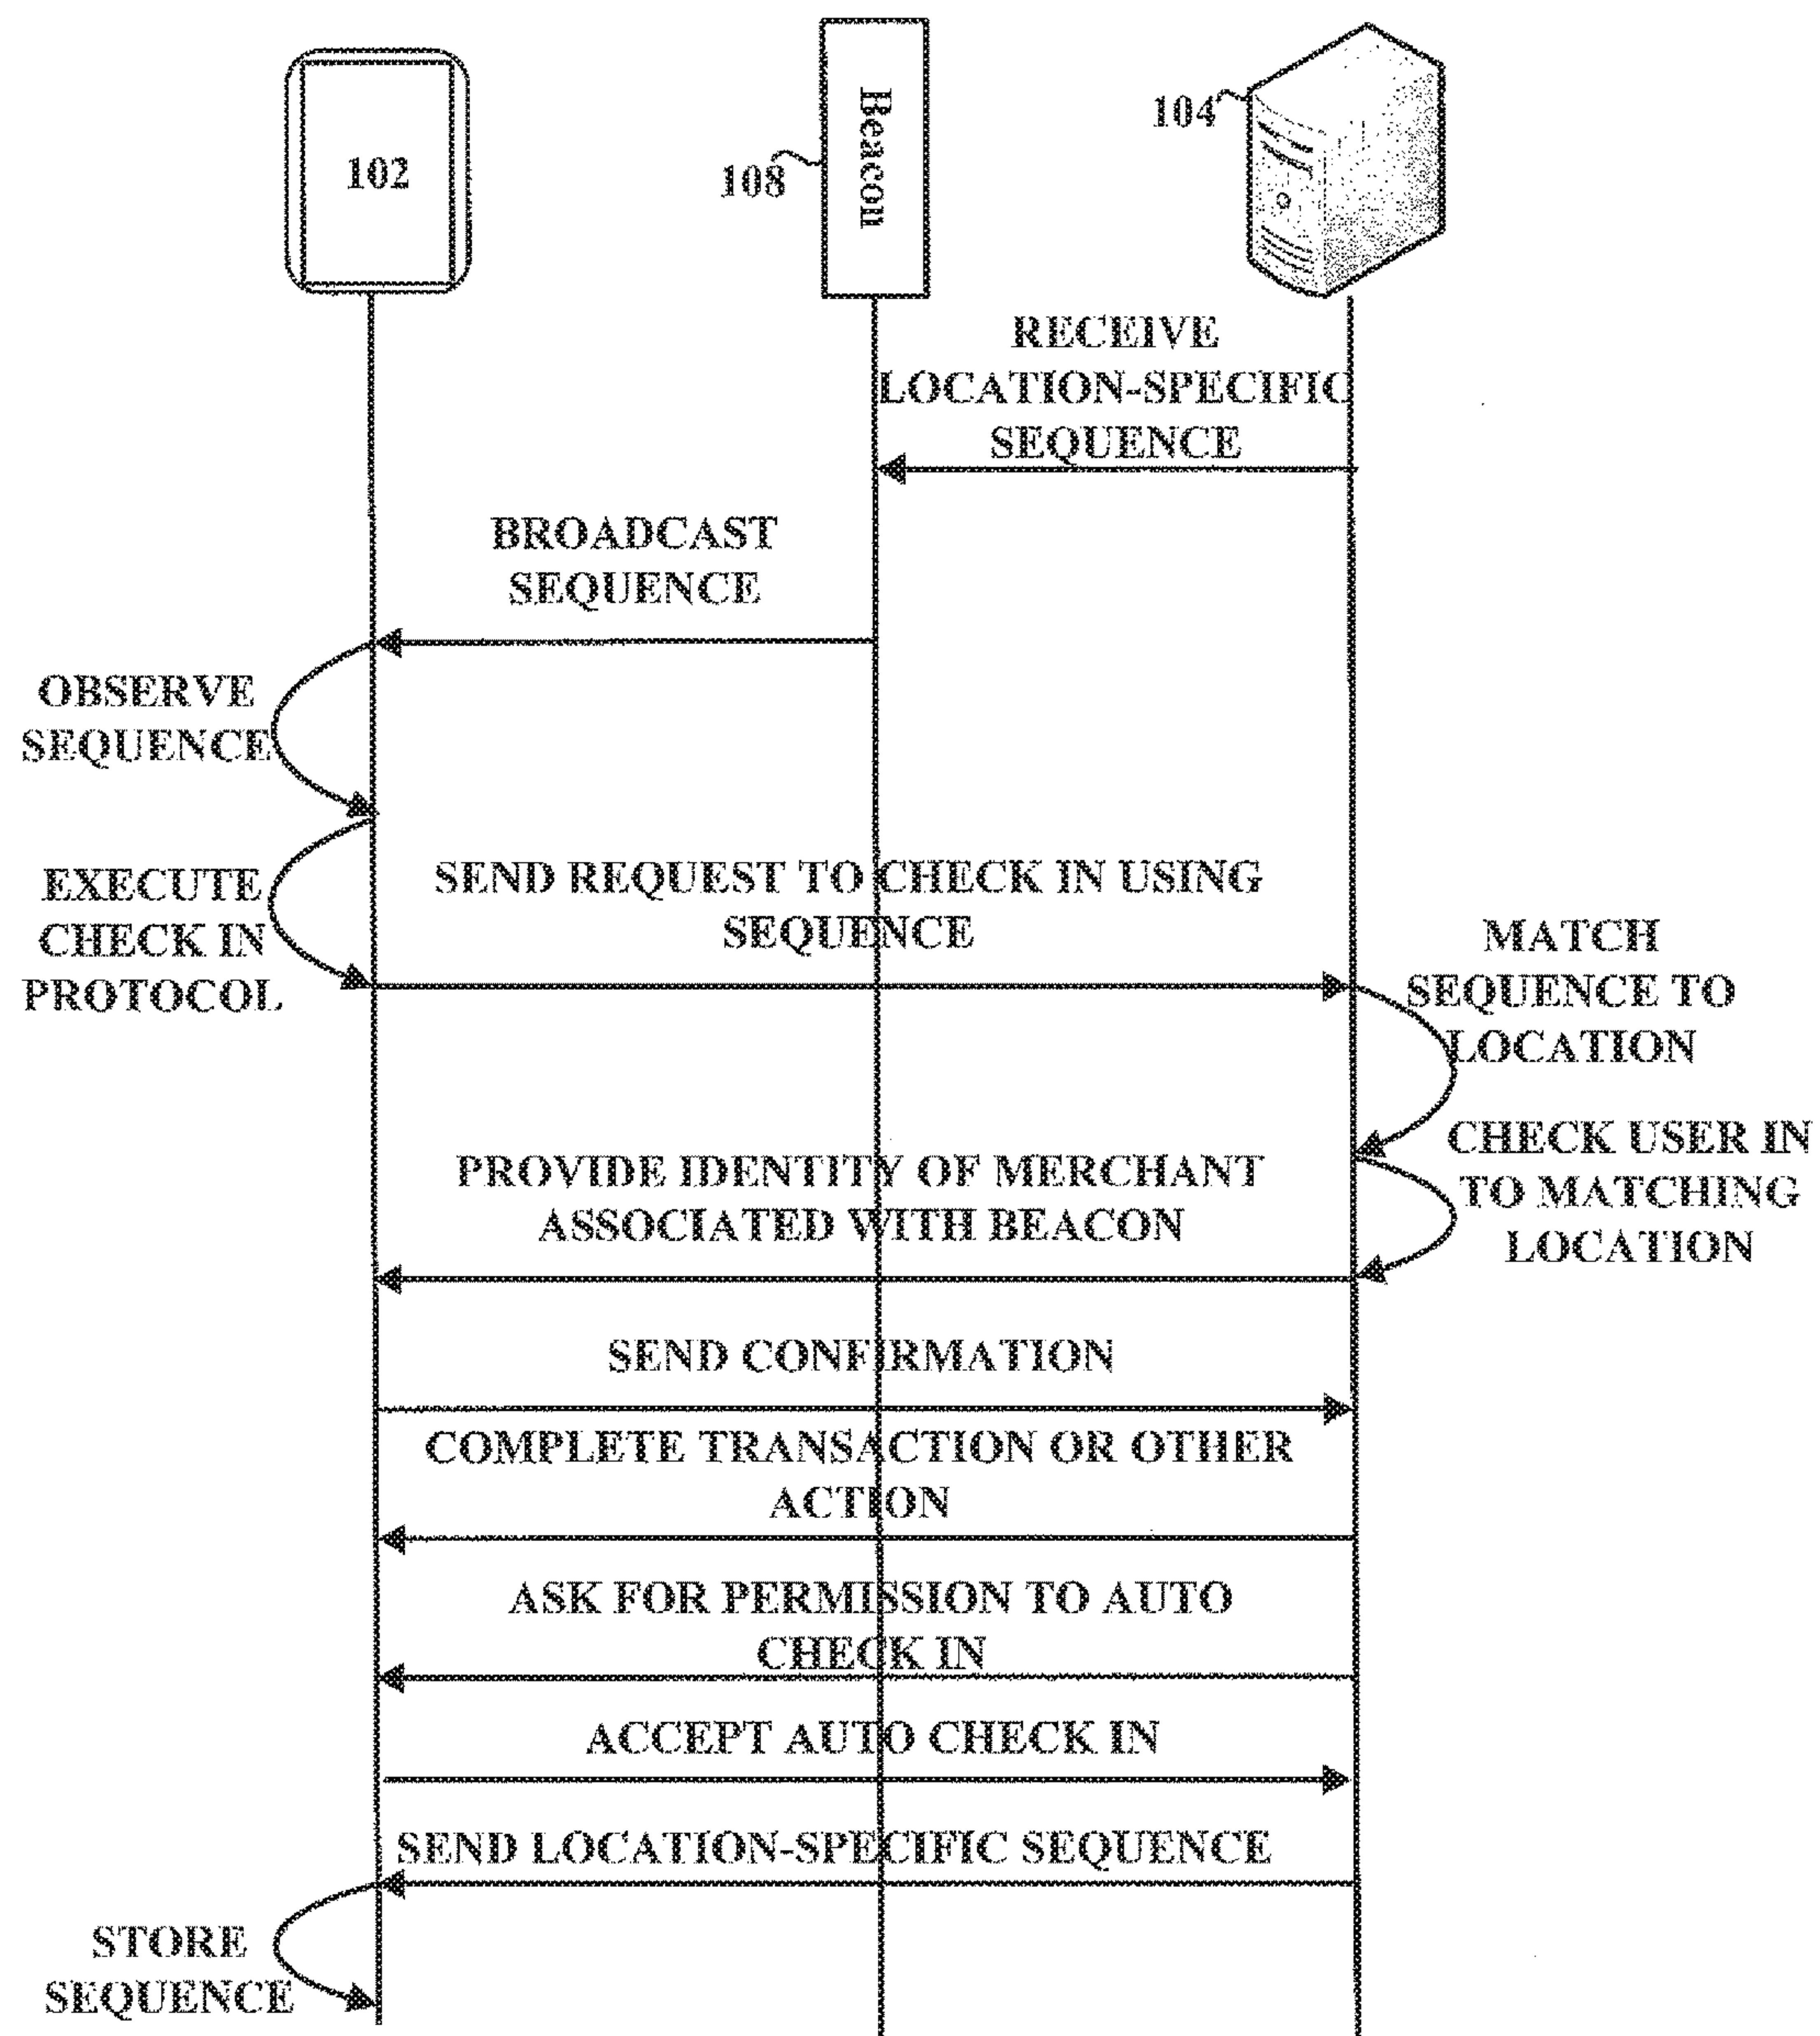 102
108
Beacon
104
RECEIVE
LOCATION-SPECIFIC
SEQUENCE
BROADCAST
SEQUENCE
OBSERVE
SEQUENCE
EXECUTE
CHECK IN
PROTOCOL
SEND REQUEST TO CHECK IN USING
SEQUENCE
MATCH
SEQUENCE TO
LOCATION
CHECK USER IN
TO MATCHING
LOCATION
PROVIDE IDENTITY OF MERCHANT
ASSOCIATED WITH BEACON
SEND CONFIRMATION
COMPLETE TRANSACTION OR OTHER
ACTION
ASK FOR PERMISSION TO AUTO
CHECK IN
ACCEPT AUTO CHECK IN
SEND LOCATION-SPECIFIC SEQUENCE
STORE
SEQUENCE